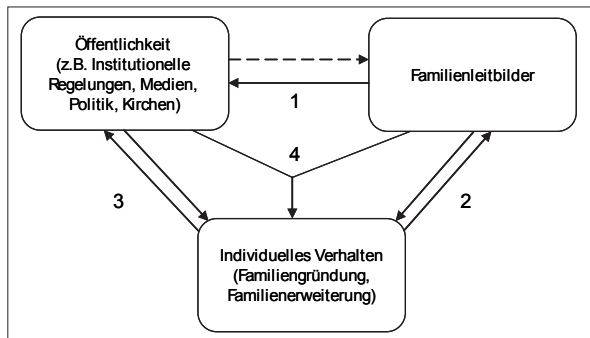 Öffentlichkeit
(z.B. Institutionelle
Regelungen, Medien,
Politik, Kirchen)
Familienleitbilder
1
4
3
2
Individuelles Verhalten
(Familiengründung,
Familienerweiterung)